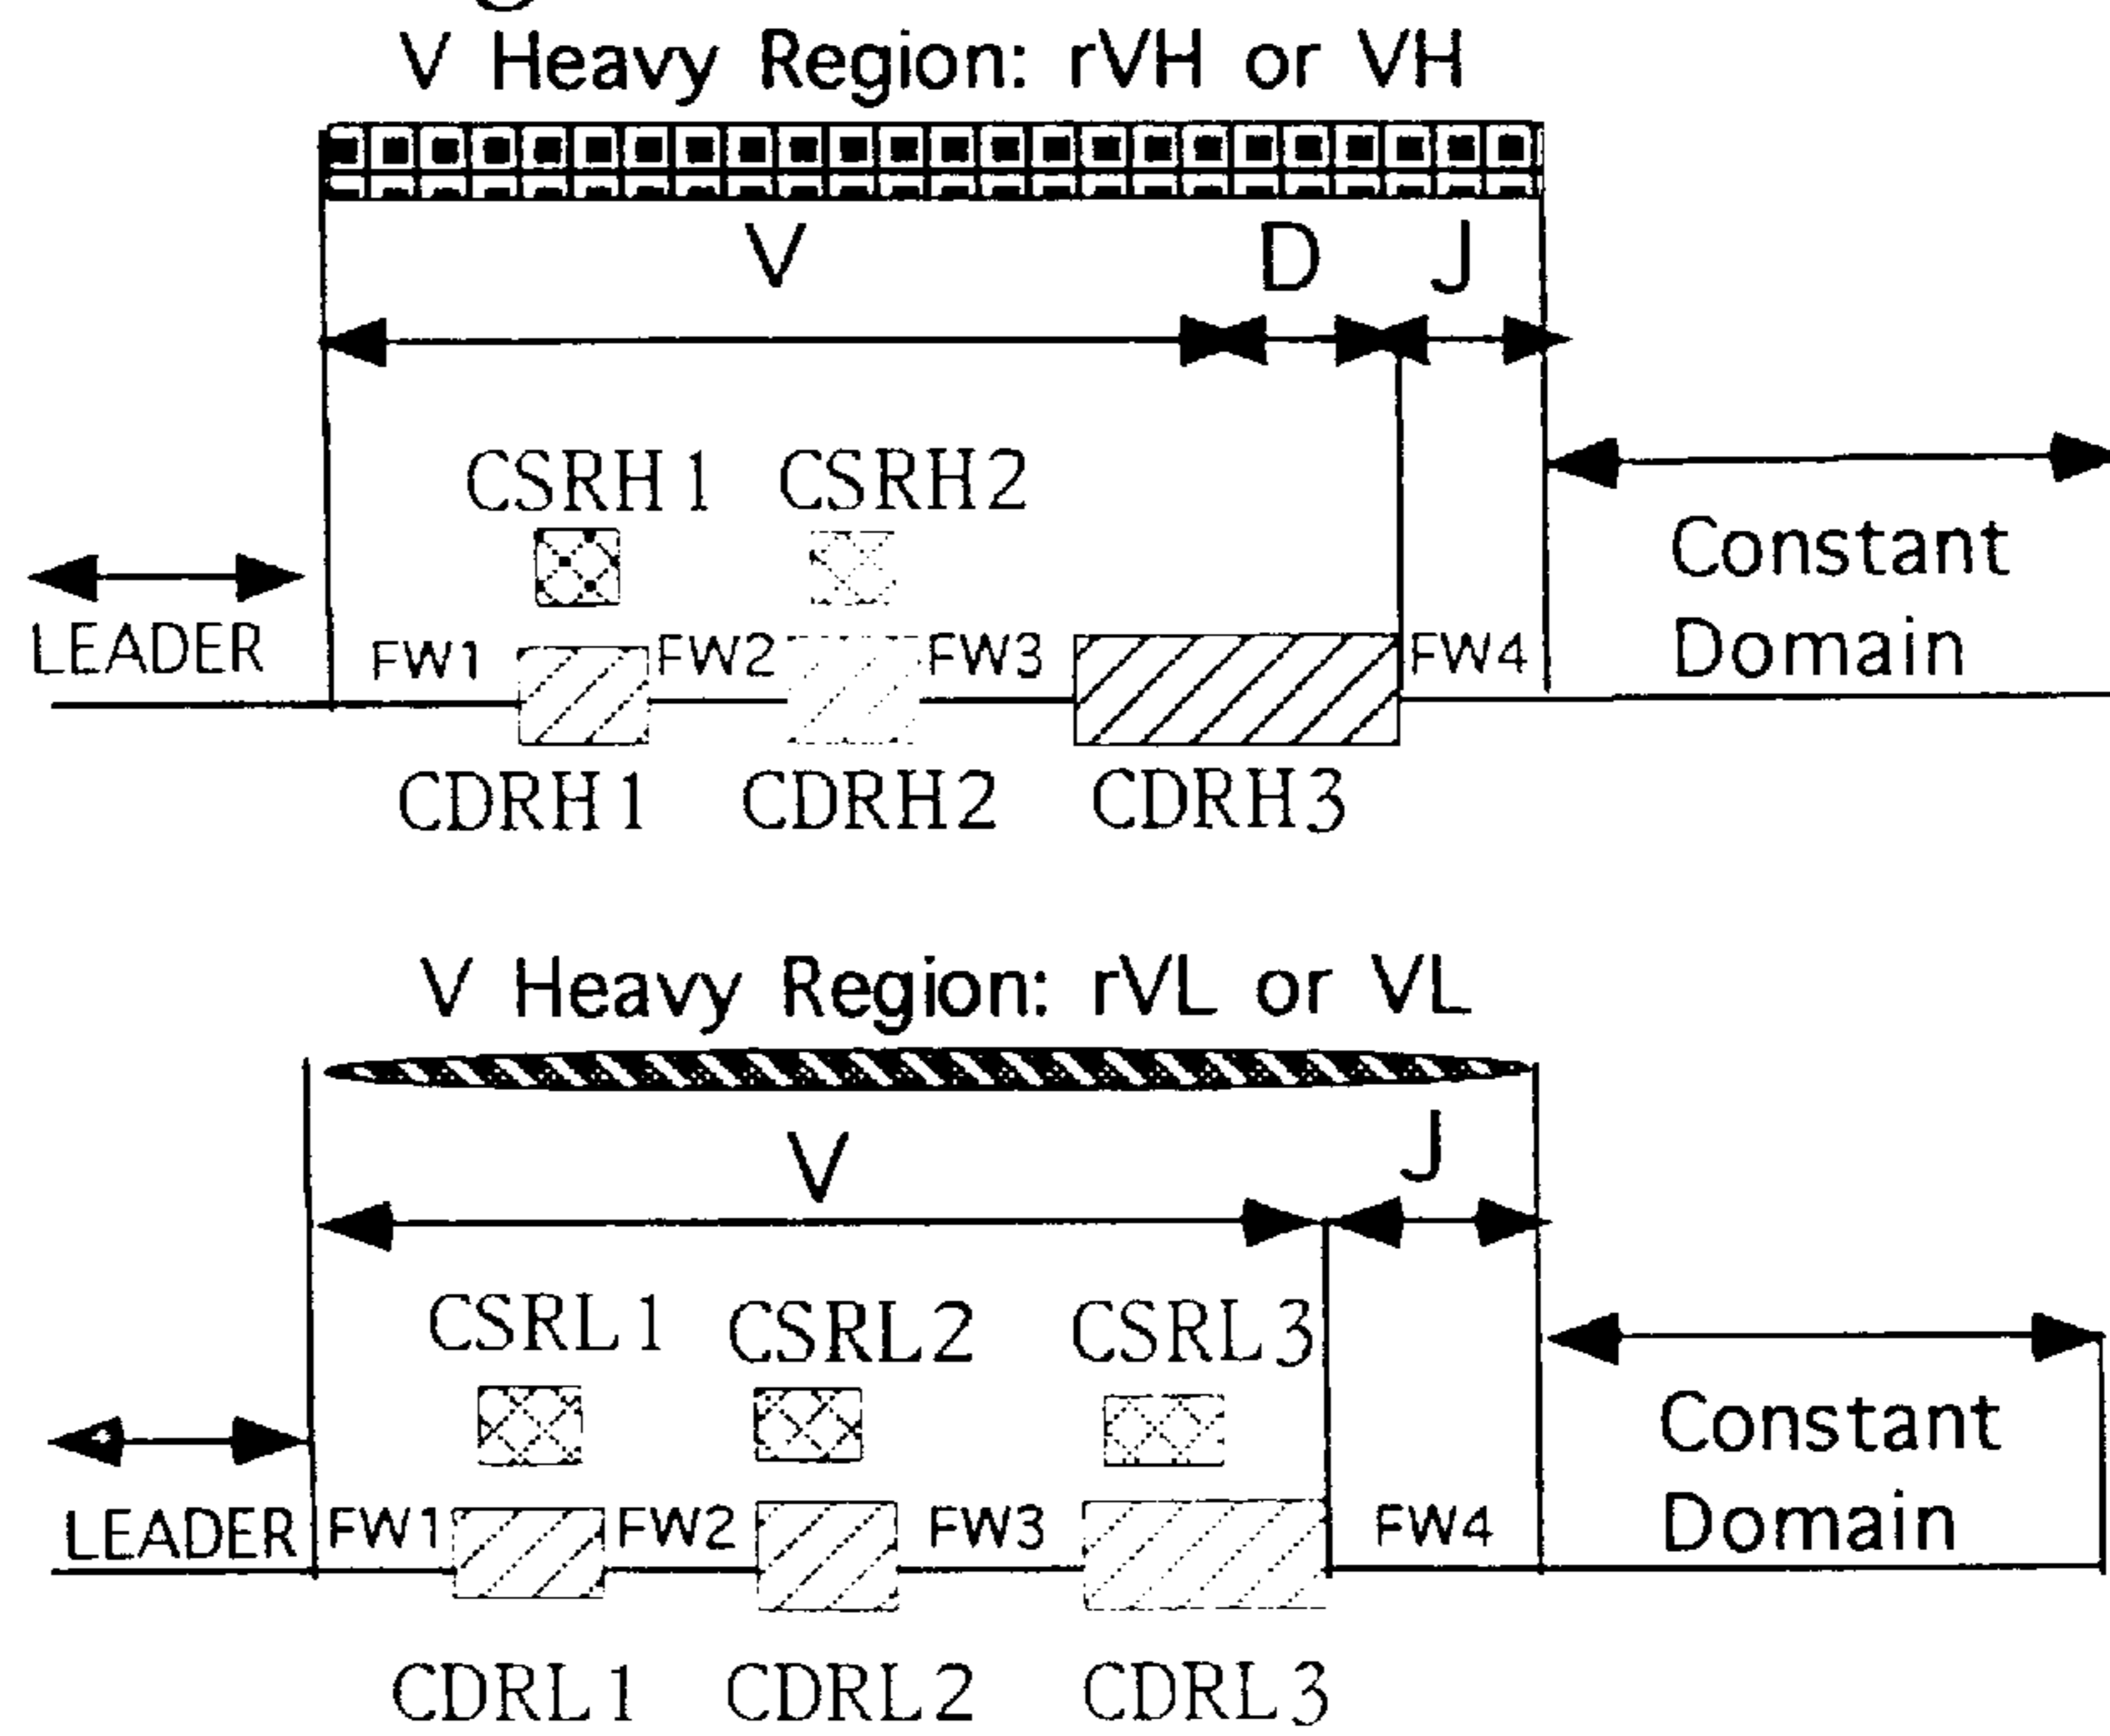 V Heavy Region: rVH or VH
V D J
CSRH1 CSRH2
Constant
Domain
LEADER FW1 FW2 FW3 FW4
CDRH1 CDRH2 CDRH3
V Heavy Region: rVL or VL
V J
CSRL1 CSRL2 CSRL3
Constant
Domain
LEADER FW1 FW2 FW3 FW4
CDRL1 CDRL2 CDRL3